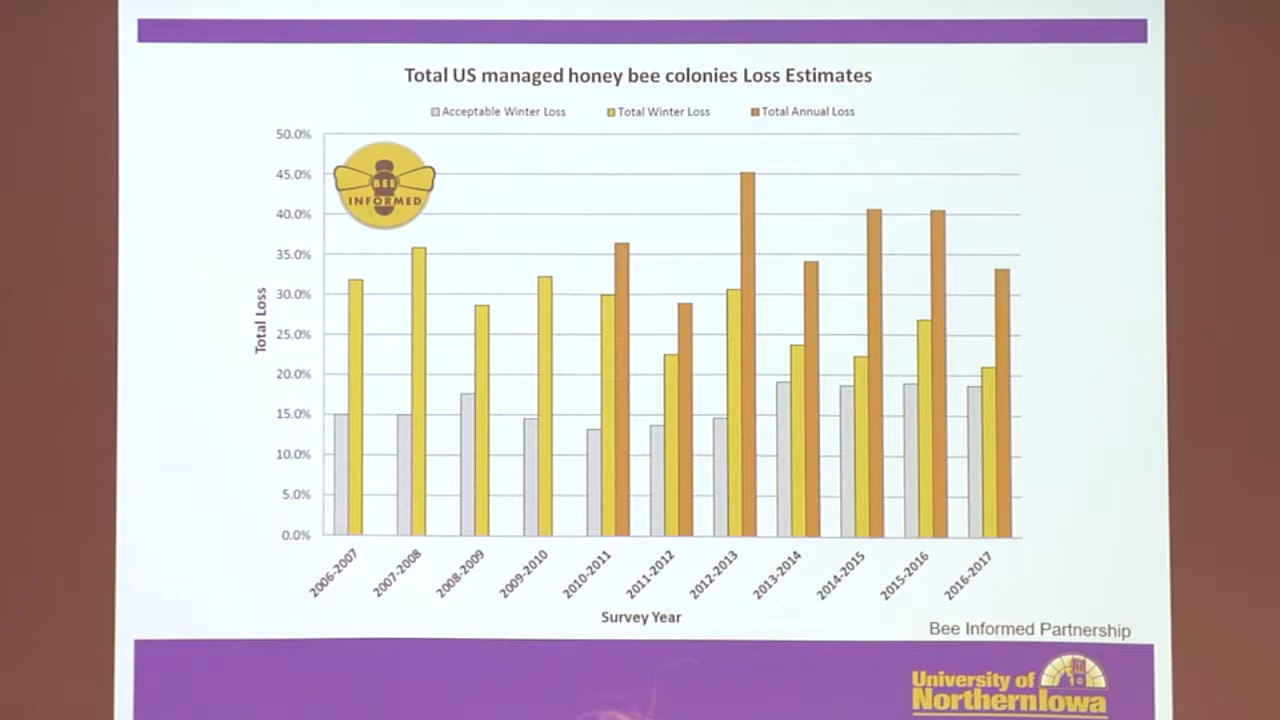 Total US managed honey bee colonies Loss Estimates
Acceptable Winter Loss Total Winter Loss Total Annual Loss
50.0%
45.0%
40.0%
35.0%
30.0%
25.0%
20.0%
15.0%
10.0%
5.0%
0.0%
BEE
INFORMED
Total Loss
2006-2007 2007-2008 2008-2009 2009-2010 2010-2011 2011-2012 2012-2013 2013-2014 2014-2015 2015-2016 2016-2017
Survey Year
Bee Informed Partnership
University of
Northern Iowa